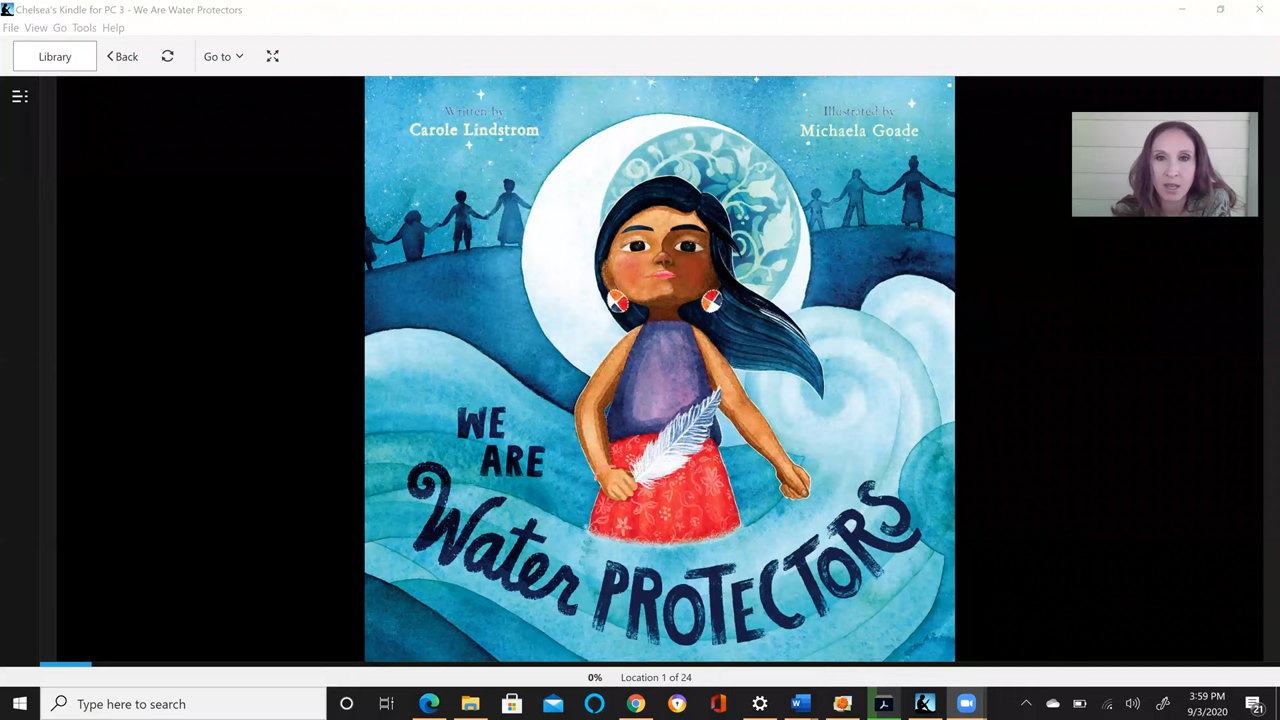 Chelsea's Kindle for PC 3 - We Are Water Protectors
File View Go Tools Help
Library
Back
Go to
Written by
Carole Lindstrom
Illustrated by
Michaela Goade
WE
ARE
Water PROTECTORS
0% Location 1 of 24
Type here to search
3:59 PM
9/3/2020
21